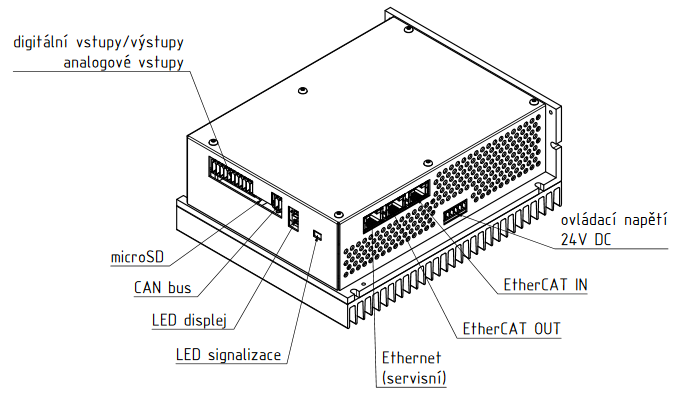 digitální vstupy/výstupy
analogové vstupy
microSD
CAN bus
LED displej
LED signalizace
ovládací napětí
24V DC
EtherCAT IN
EtherCAT OUT
Ethernet
(servisní)